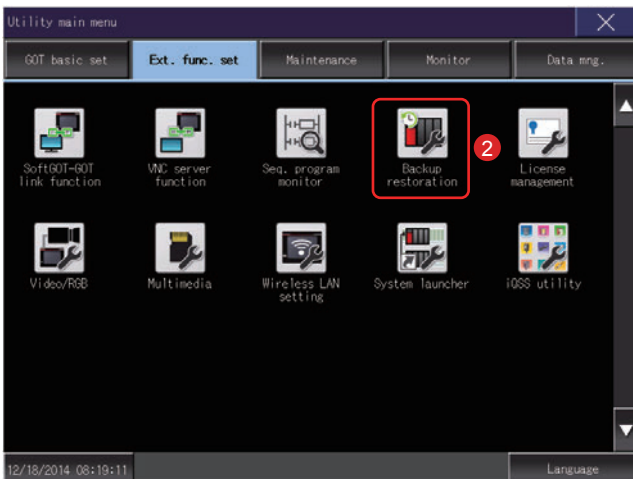 Utility main menu
GOT basic set
Ext. func. set
Maintenance
Monitor
Data mng.
SoftGOT-GOT
link function
VNC server
function
Seq. program
monitor
Backup
restoration
2
License
management
Video/RGB
Multimedia
Wireless LAN
setting
System launcher
iQSS utility
12/18/2014 08:19:11
Language